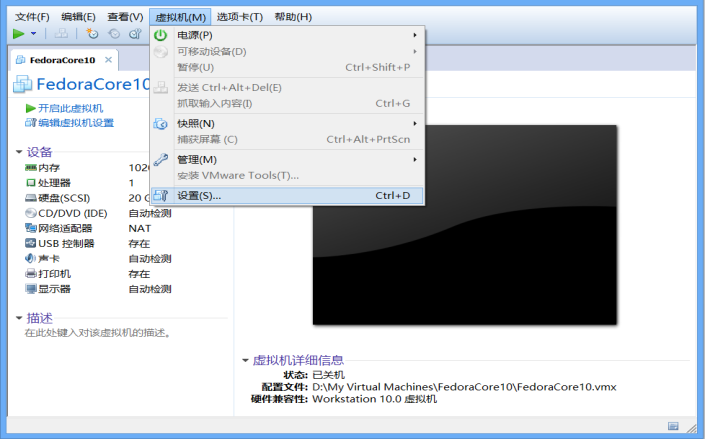 文件(F) 编辑(E) 查看(V) 虚拟机(M) 选项卡(T) 帮助(H)
电源(P)
可移动设备(D)
暂停(U) Ctrl+Shift+P
发送 Ctrl+Alt+Del(E)
抓取输入内容(I) Ctrl+G
快照(N)
捕获屏幕 (C) Ctrl+Alt+PrtScn
管理(M)
安装 VMware Tools(T)...
设置(S)... Ctrl+D
FedoraCore10
FedoraCore10
开启此虚拟机
编辑虚拟机设置
设备
内存 102
处理器 1
硬盘(SCSI) 20 G
CD/DVD (IDE) 自动检测
网络适配器 NAT
USB 控制器 存在
声卡 自动检测
打印机 存在
显示器 自动检测
描述
在此处键入对该虚拟机的描述。
虚拟机详细信息
状态: 已关机
配置文件: D:\My Virtual Machines\FedoraCore10\FedoraCore10.vmx
硬件兼容性: Workstation 10.0 虚拟机